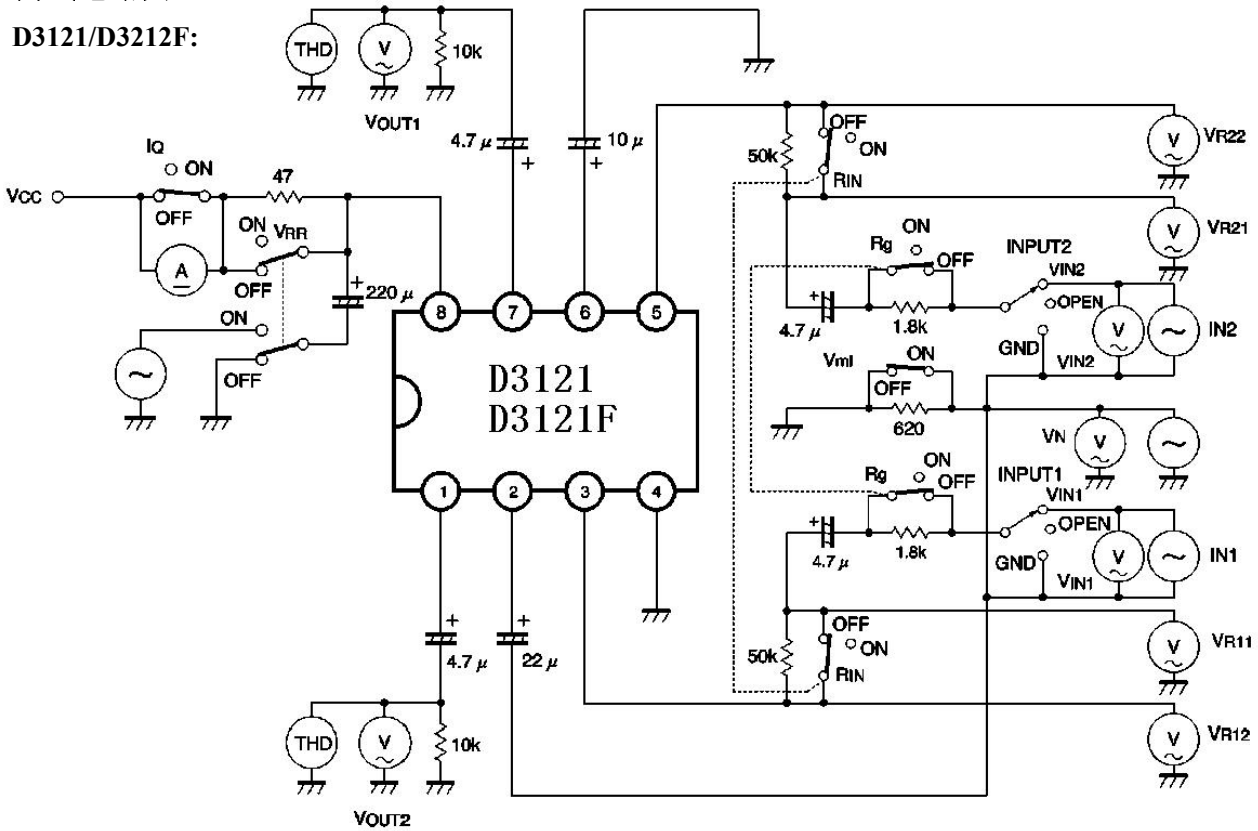 D3121/D3212F:
THD
V
10k
VOUT1
4.7 μ
+
10 μ
+
OFF
ON
50k
RIN
V
VR22
V
VR21
IQ
ON
VCC
OFF
47
A
ON
VRR
OFF
+
220 μ
ON
OFF
8
7
6
5
D3121
D3121F
1
2
3
4
Rg
ON
OFF
INPUT2
VIN2
OPEN
+
4.7 μ
1.8k
GND
V
VIN2
IN2
Vml
ON
OFF
620
VN
V
Rg
ON
OFF
INPUT1
VIN1
OPEN
+
4.7 μ
1.8k
GND
V
VIN1
IN1
OFF
ON
50k
RIN
V
VR11
V
VR12
+
4.7 μ
+
22 μ
THD
V
10k
VOUT2